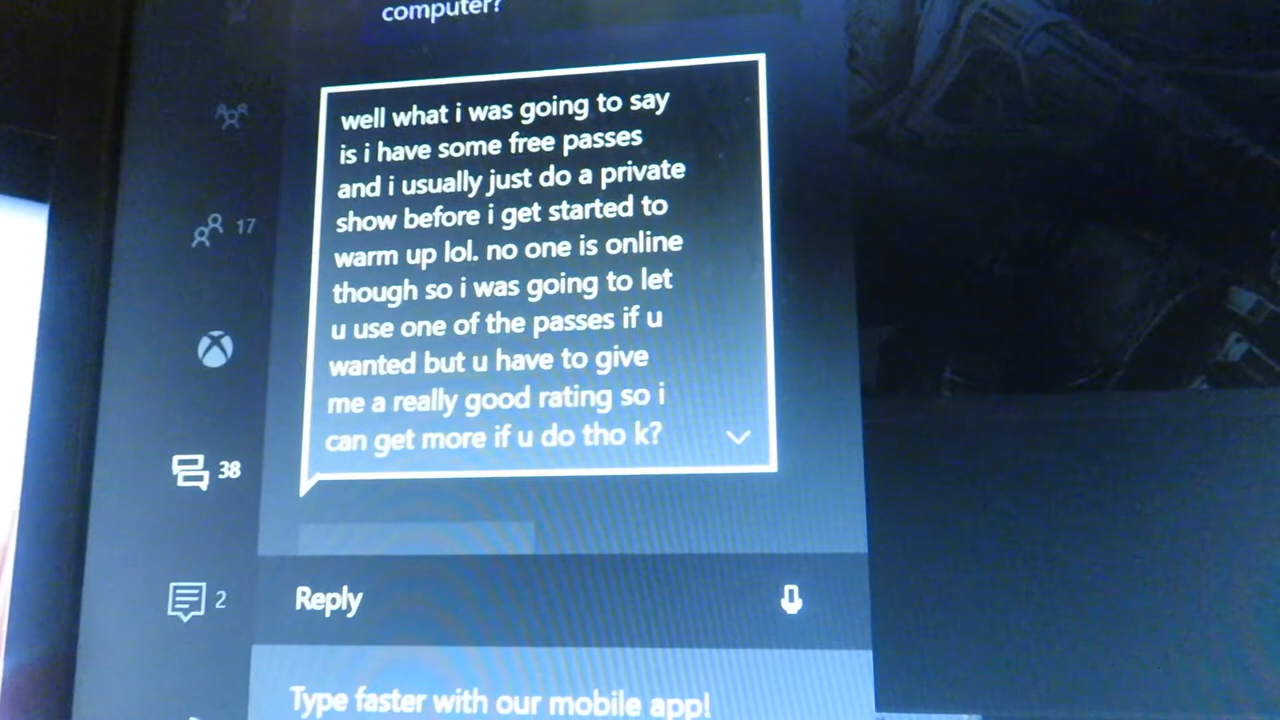 computer?
well what i was going to say
is i have some free passes
and i usually just do a private
show before i get started to
warm up lol. no one is online
though so i was going to let
u use one of the passes if u
wanted but u have to give
me a really good rating so i
can get more if u do tho k?
17
38
2
Reply
Type faster with our mobile app!